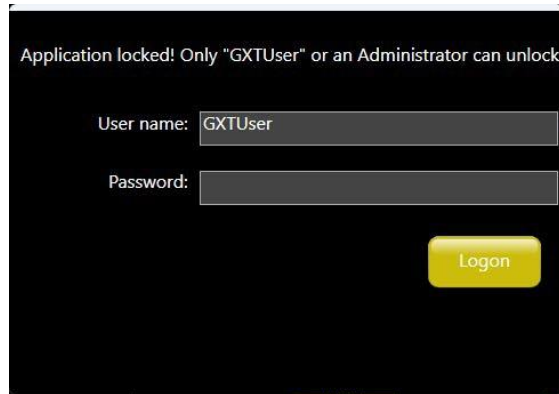 Application locked! Only "GXTUser" or an Administrator can unlock
User name: GXTUser
Password:
Logon